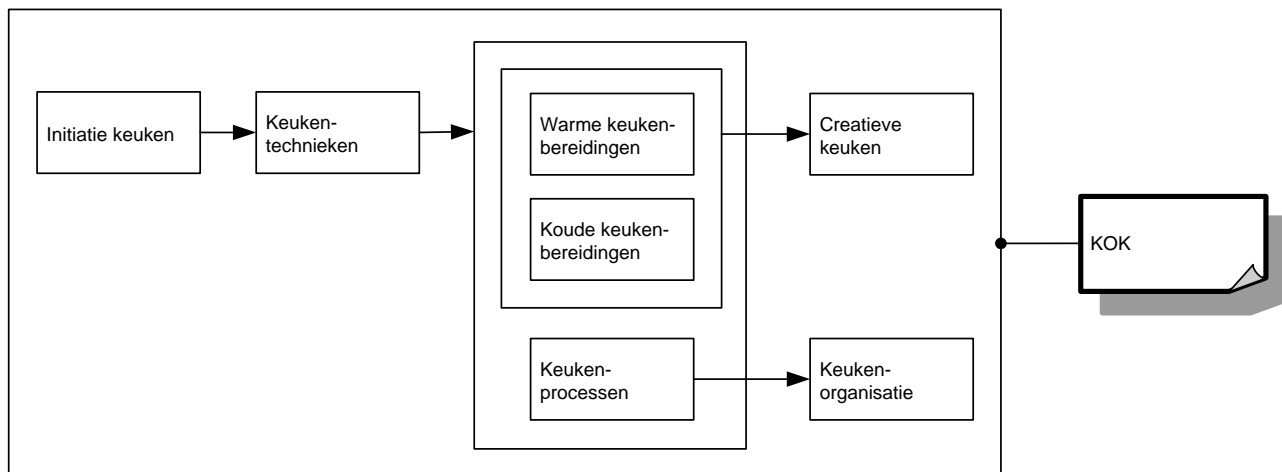 Initiatie keuken
Keuken-
technieken
Warme keuken-
bereidingen
Creatieve
keuken
Koude keuken-
bereidingen
KOK
Keuken-
processen
Keuken-
organisatie